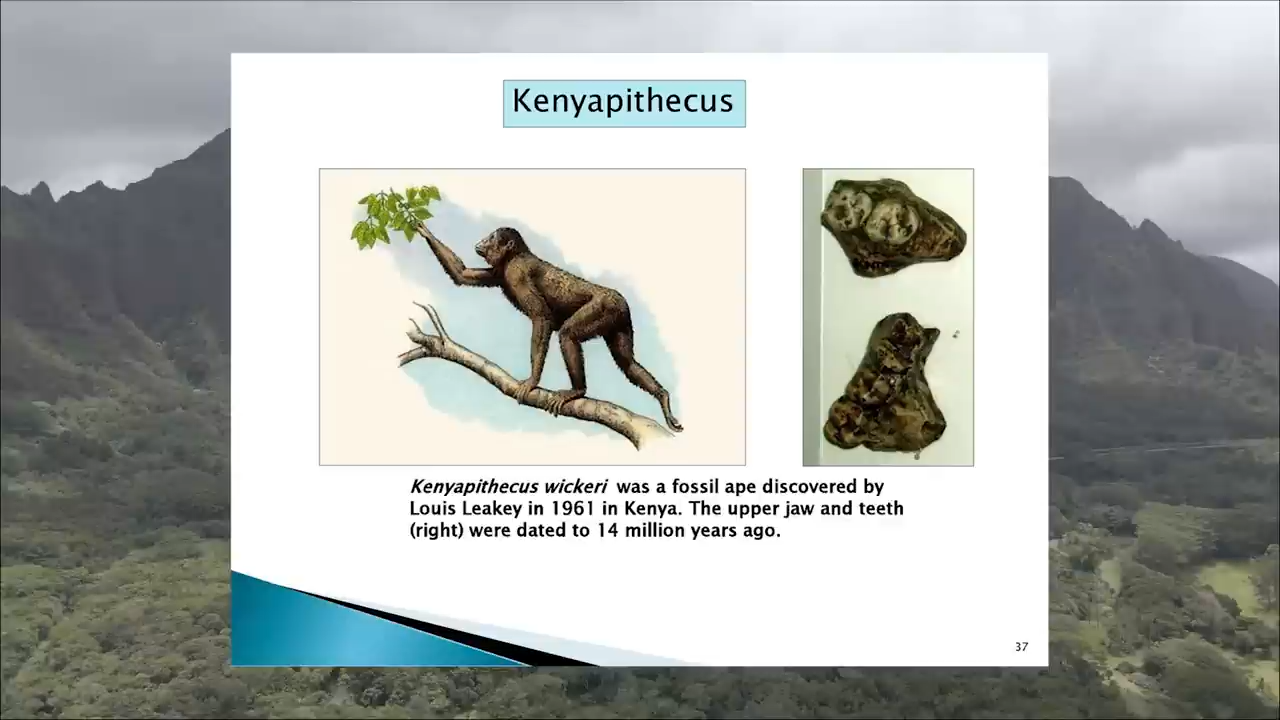 Kenyapithecus
Kenyapithecus wickeri was a fossil ape discovered by
Louis Leakey in 1961 in Kenya. The upper jaw and teeth
(right) were dated to 14 million years ago.
37